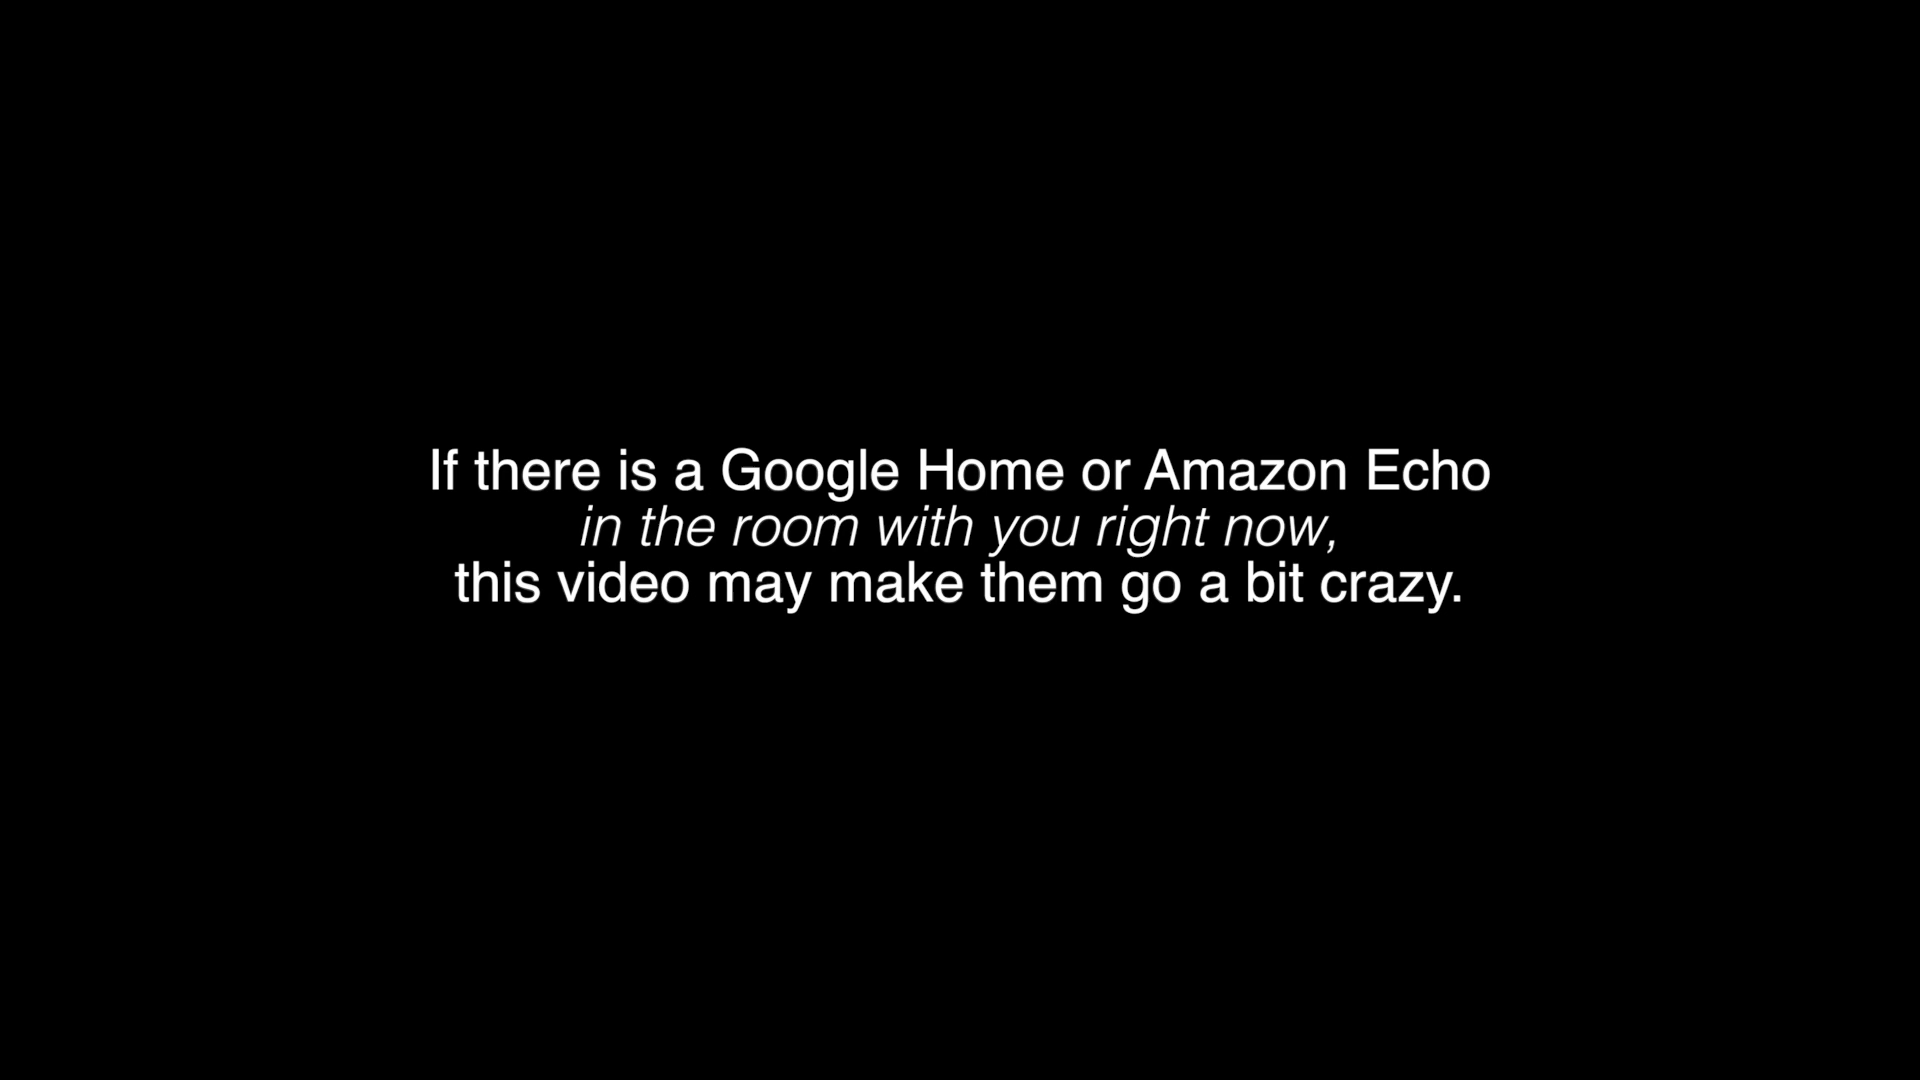 If there is a Google Home or Amazon Echo
in the room with you right now,
this video may make them go a bit crazy.